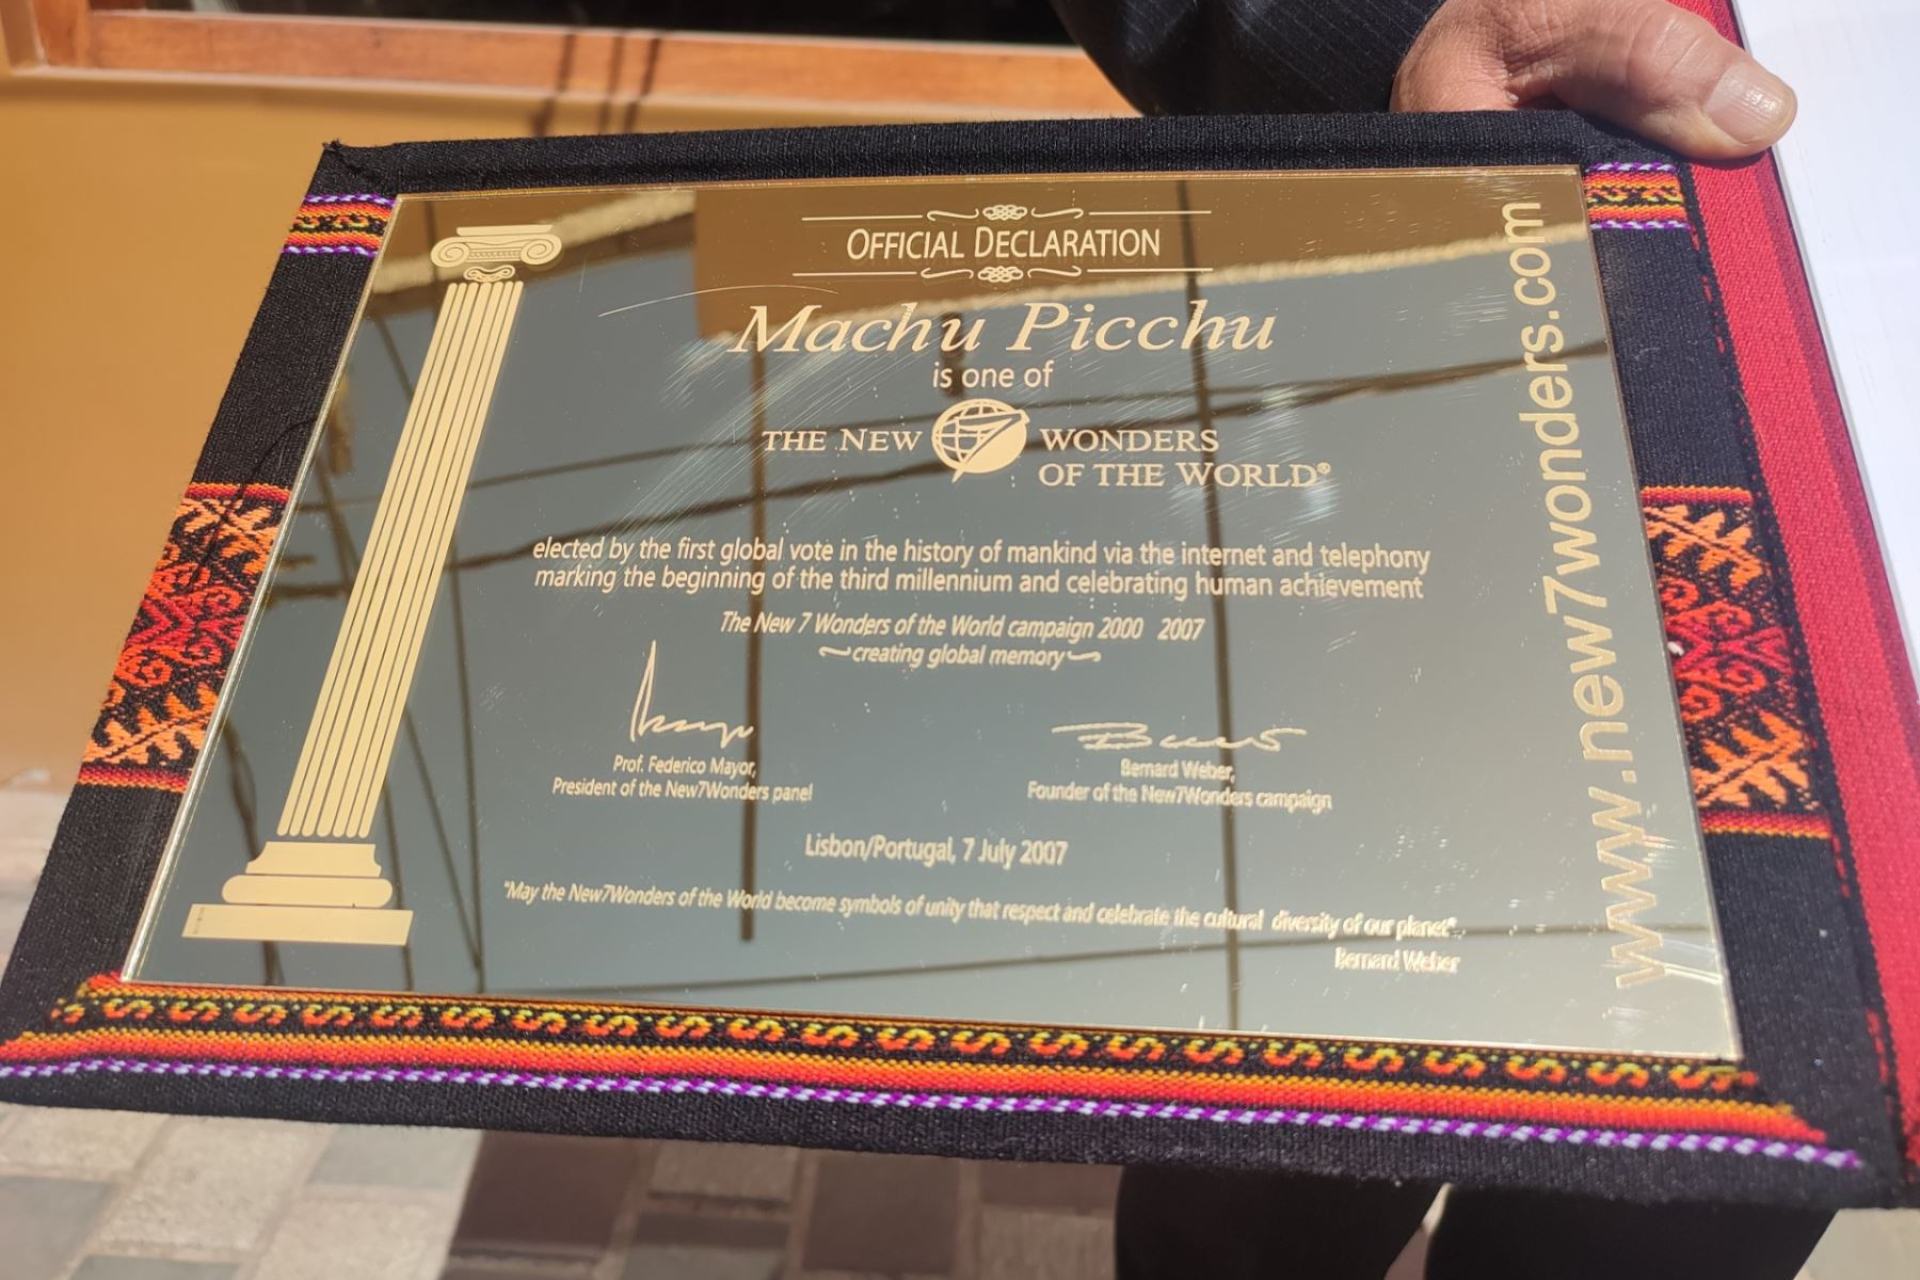 OFFICIAL DECLARATION
Machu Picchu
is one of
THE NEW 7 WONDERS
OF THE WORLD®
elected by the first global vote in the history of mankind via the internet and telephony
marking the beginning of the third millennium and celebrating human achievement
The New 7 Wonders of the World campaign 2000 2007
creating global memory
Prof. Federico Mayor,
President of the New7Wonders panel
Bernard Weber,
Founder of the New7Wonders campaign
Lisbon/Portugal, 7 July 2007
"May the New7Wonders of the World become symbols of unity that respect and celebrate the cultural diversity of our planet"
Bernard Weber
www.new7wonders.com